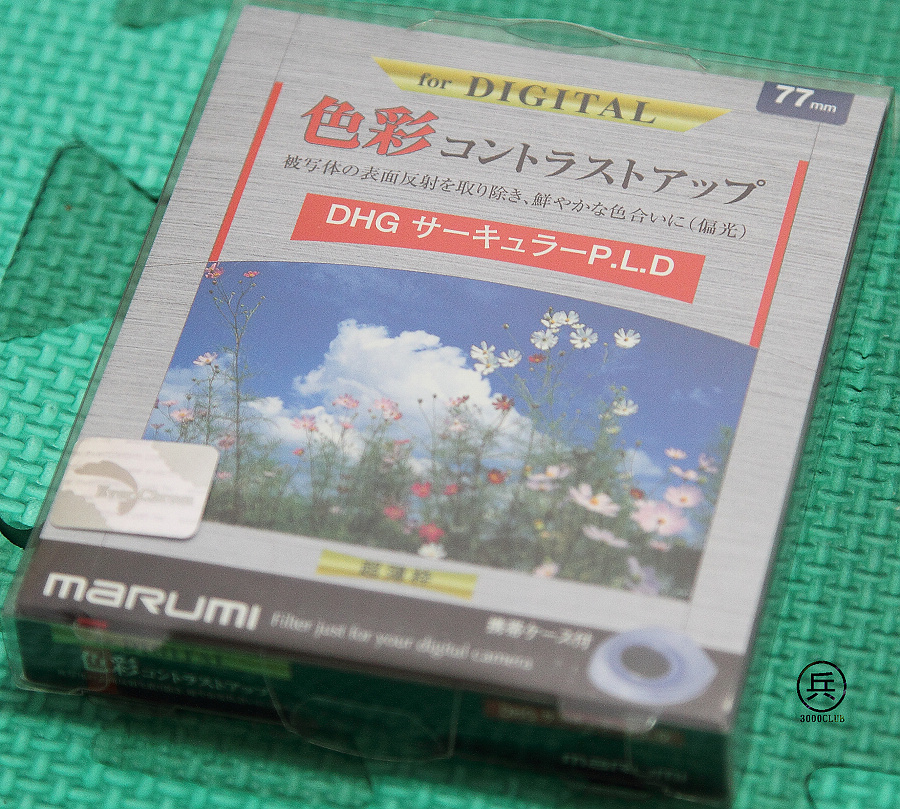 for DIGITAL
77mm
色彩コントラストアップ
被写体の表面反射を取り除き、鮮やかな色合いに(偏光)
DHG サーキュラーP.L.D
超薄枠
marumi
Filter just for your digital camera
携帯ケース付
色彩コントラストアップ
marumi
兵
3000CLUB